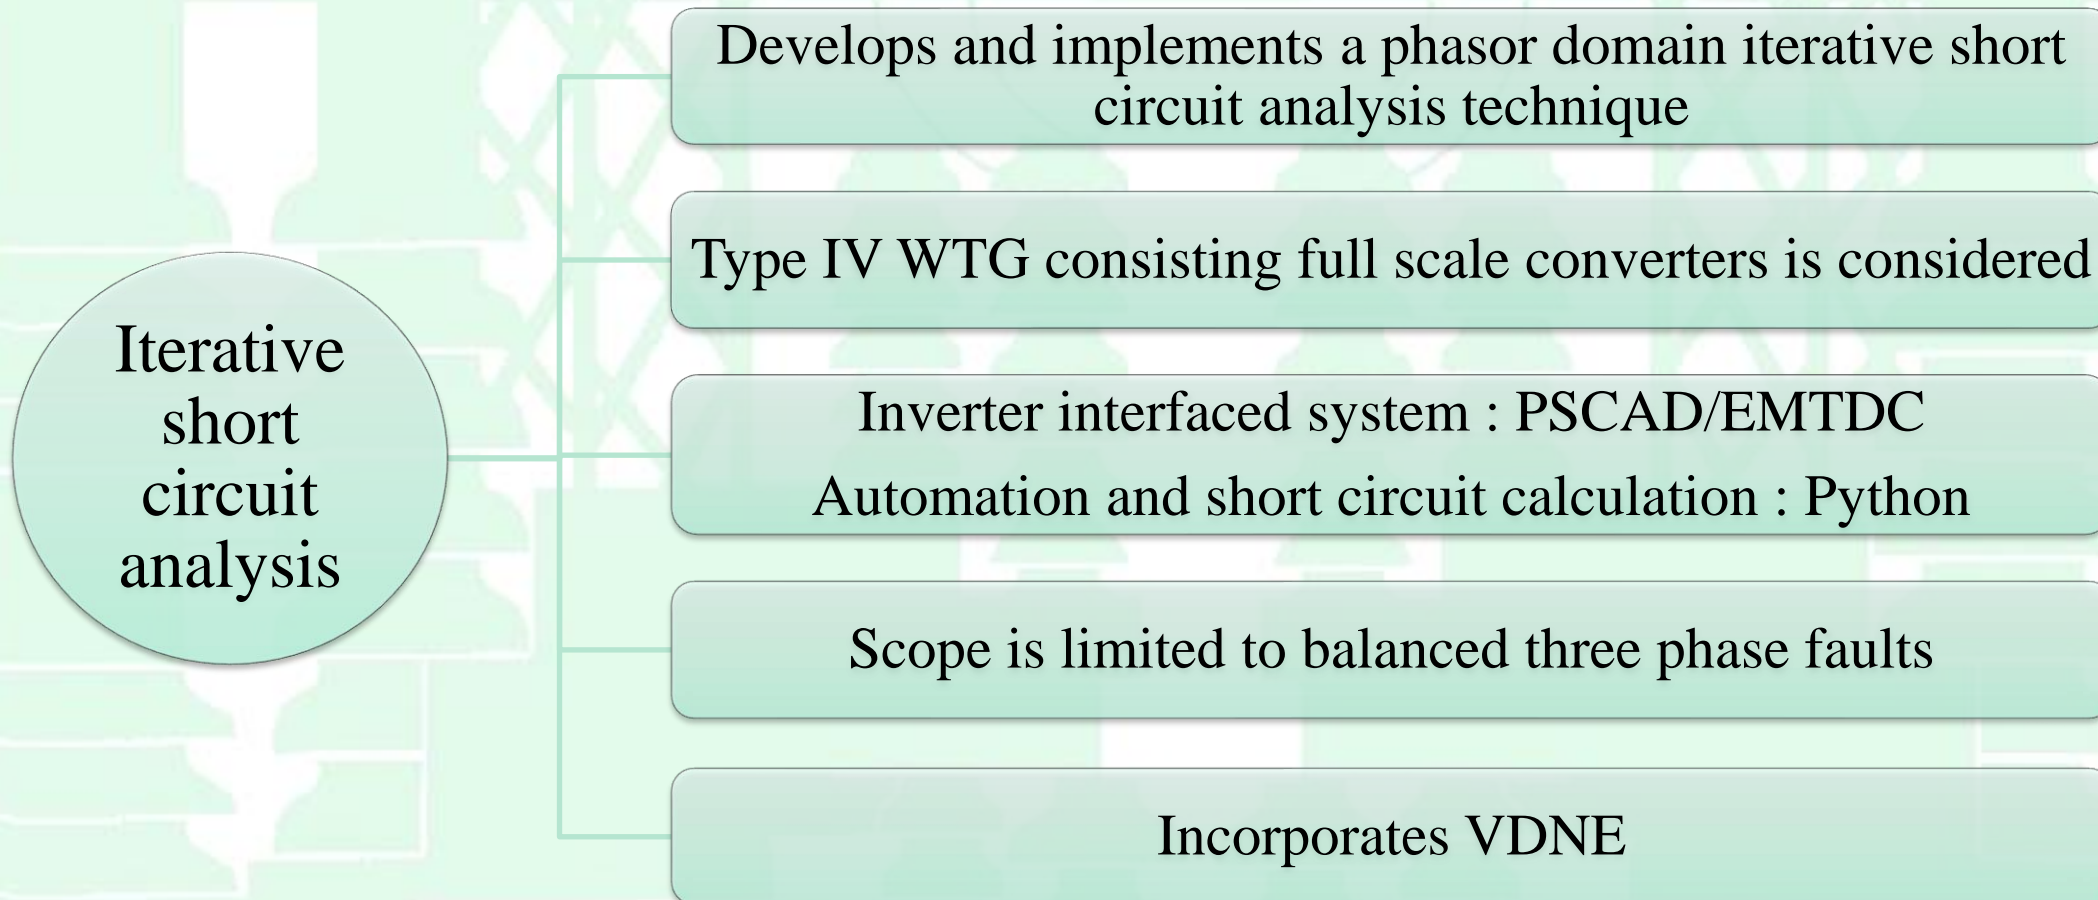 Develops and implements a phasor domain iterative short
circuit analysis technique
Type IV WTG consisting full scale converters is considered
Iterative
short
circuit
analysis
Inverter interfaced system : PSCAD/EMTDC
Automation and short circuit calculation : Python
Scope is limited to balanced three phase faults
Incorporates VDNE